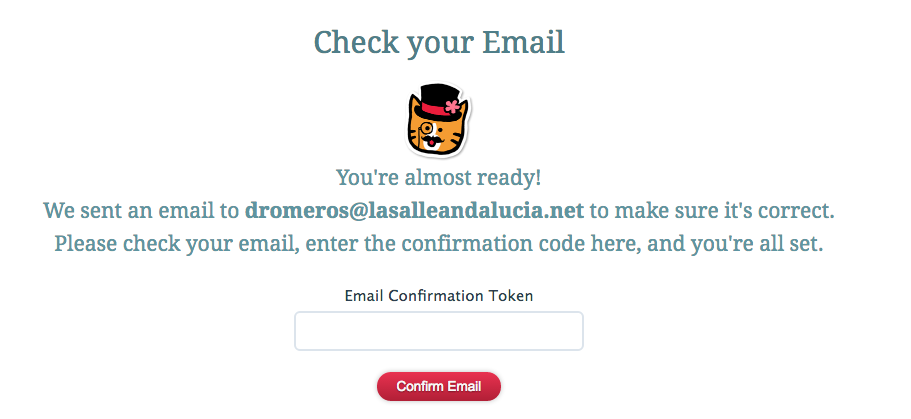 Check your Email
You're almost ready!
We sent an email to dromeros@lasalleandalucia.net to make sure it's correct.
Please check your email, enter the confirmation code here, and you're all set.
Email Confirmation Token
Confirm Email